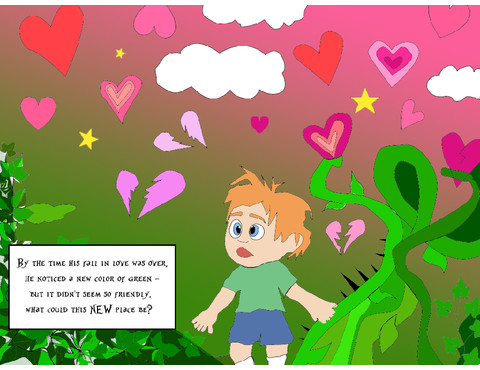 By the time his fall in love was over,
he noticed a new color of green –
but it didn't seem so friendly,
what could this NEW place be?